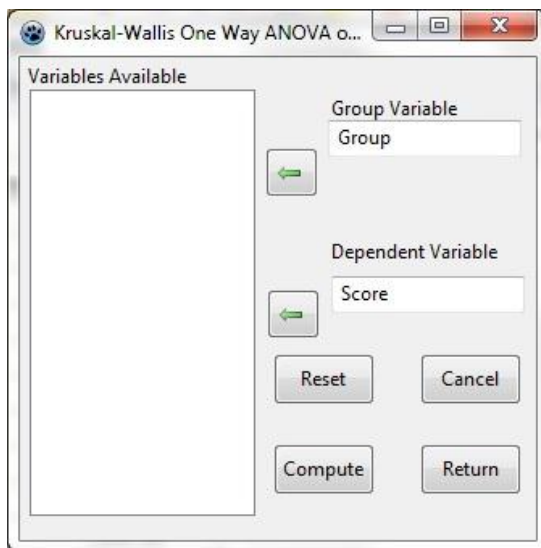 Kruskal-Wallis One Way ANOVA o...
Variables Available
Group Variable
Group
Dependent Variable
Score
Reset
Cancel
Compute
Return